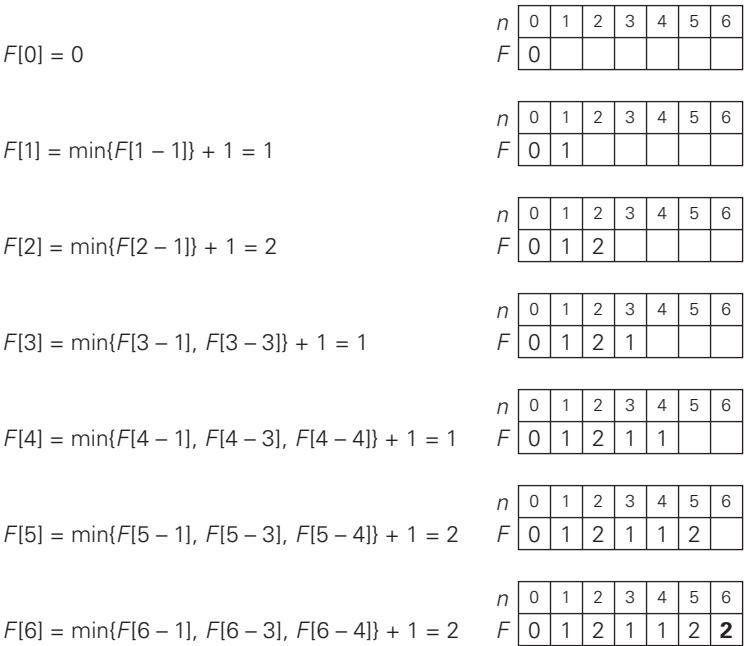 n 0 1 2 3 4 5 6
F[0] = 0 F 0
n 0 1 2 3 4 5 6
F[1] = min{F[1 – 1]} + 1 = 1 F 0 1
n 0 1 2 3 4 5 6
F[2] = min{F[2 – 1]} + 1 = 2 F 0 1 2
n 0 1 2 3 4 5 6
F[3] = min{F[3 – 1], F[3 – 3]} + 1 = 1 F 0 1 2 1
n 0 1 2 3 4 5 6
F[4] = min{F[4 – 1], F[4 – 3], F[4 – 4]} + 1 = 1 F 0 1 2 1 1
n 0 1 2 3 4 5 6
F[5] = min{F[5 – 1], F[5 – 3], F[5 – 4]} + 1 = 2 F 0 1 2 1 1 2
n 0 1 2 3 4 5 6
F[6] = min{F[6 – 1], F[6 – 3], F[6 – 4]} + 1 = 2 F 0 1 2 1 1 2 2